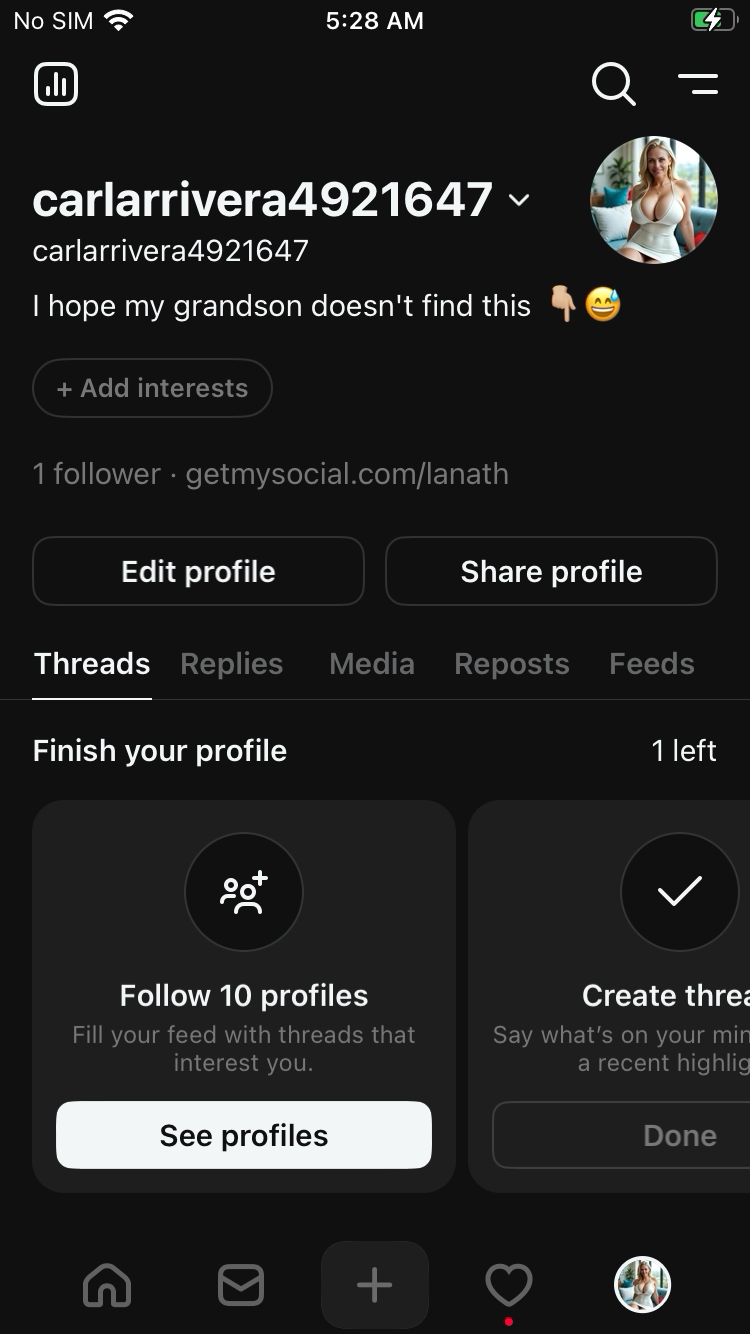 No SIM 5:28 AM
carlarrivera4921647
carlarrivera4921647
I hope my grandson doesn't find this 👇🏼😅
+ Add interests
1 follower · getmysocial.com/lanath
Edit profile Share profile
Threads Replies Media Reposts Feeds
Finish your profile 1 left
Follow 10 profiles
Fill your feed with threads that
interest you.
See profiles
Create threa
Say what’s on your min
a recent highlig
Done